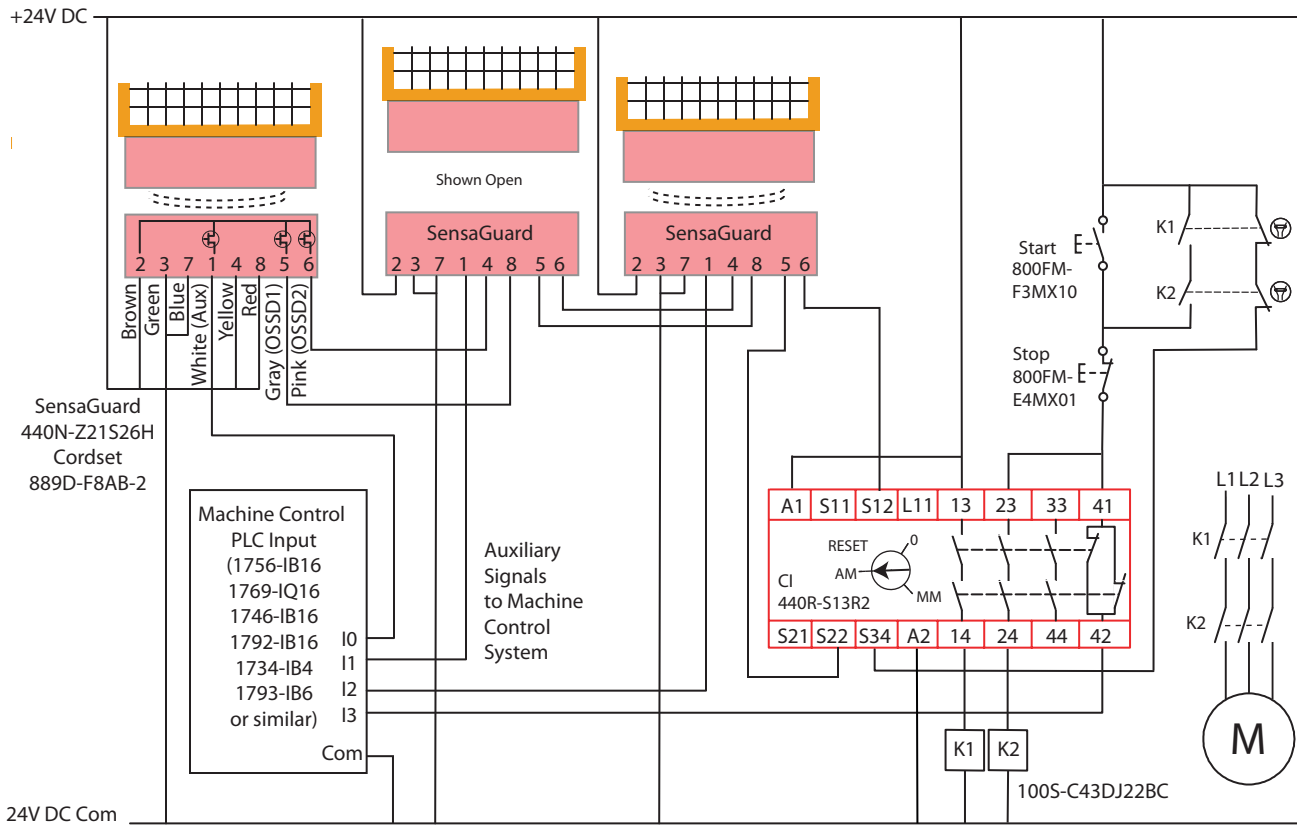 +24V DC
Shown Open
SensaGuard
SensaGuard
2 3 7 1 4 8 5 6
2 3 7 1 4 8 5 6
2 3 7 1 4 8 5 6
Brown
Green
Blue
White (Aux)
Yellow
Red
Gray (OSSD1)
Pink (OSSD2)
SensaGuard
440N-Z21S26H
Cordset
889D-F8AB-2
Start
800FM-
F3MX10
K1
K2
Stop
800FM-
E4MX01
Machine Control
PLC Input
(1756-IB16
1769-IQ16
1746-IB16
1792-IB16
1734-IB4
1793-IB6
or similar)
I0
I1
I2
I3
Com
Auxiliary
Signals
to Machine
Control
System
A1 S11 S12 L11 13 23 33 41
RESET
0
AM
MM
CI
440R-S13R2
S21 S22 S34 A2 14 24 44 42
K1 K2
100S-C43DJ22BC
L1 L2 L3
K1
K2
M
24V DC Com